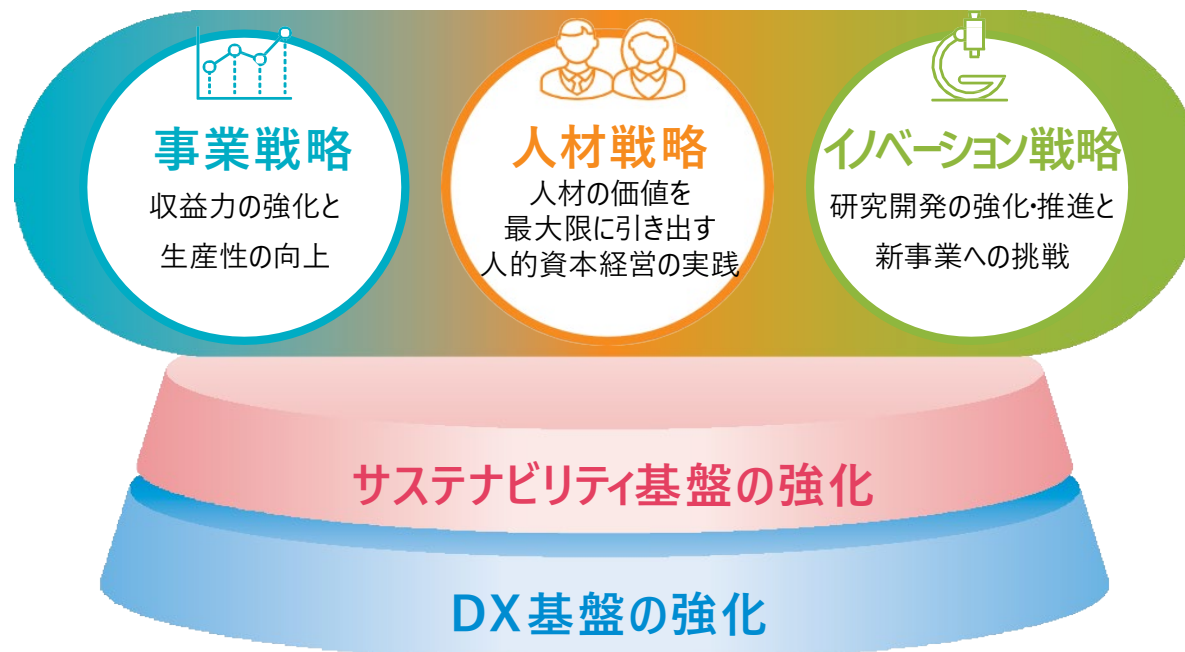 事業戦略
収益力の強化と
生産性の向上
人材戦略
人材の価値を
最大限に引き出す
人的資本経営の実践
イノベーション戦略
研究開発の強化・推進と
新事業への挑戦
サステナビリティ基盤の強化
DX基盤の強化